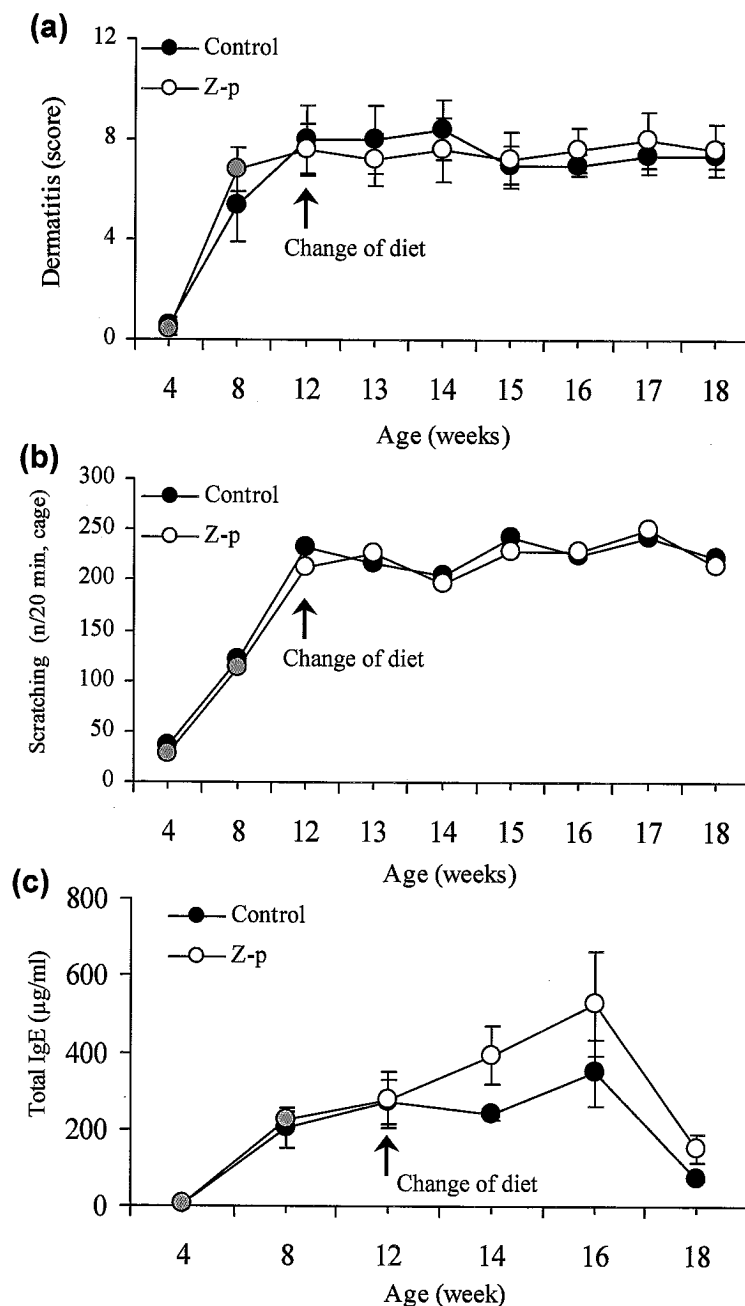 (a)
12
Control
Z-p
8
4
0
Dermatitis (score)
Change of diet
4 8 12 13 14 15 16 17 18
Age (weeks)
(b)
300
Control
250
Z-p
200
150
100
50
0
Scratching (n/20 min, cage)
Change of diet
4 8 12 13 14 15 16 17 18
Age (weeks)
(c)
800
Control
Z-p
600
400
200
0
Total IgE (μg/ml)
Change of diet
4 8 12 14 16 18
Age (week)